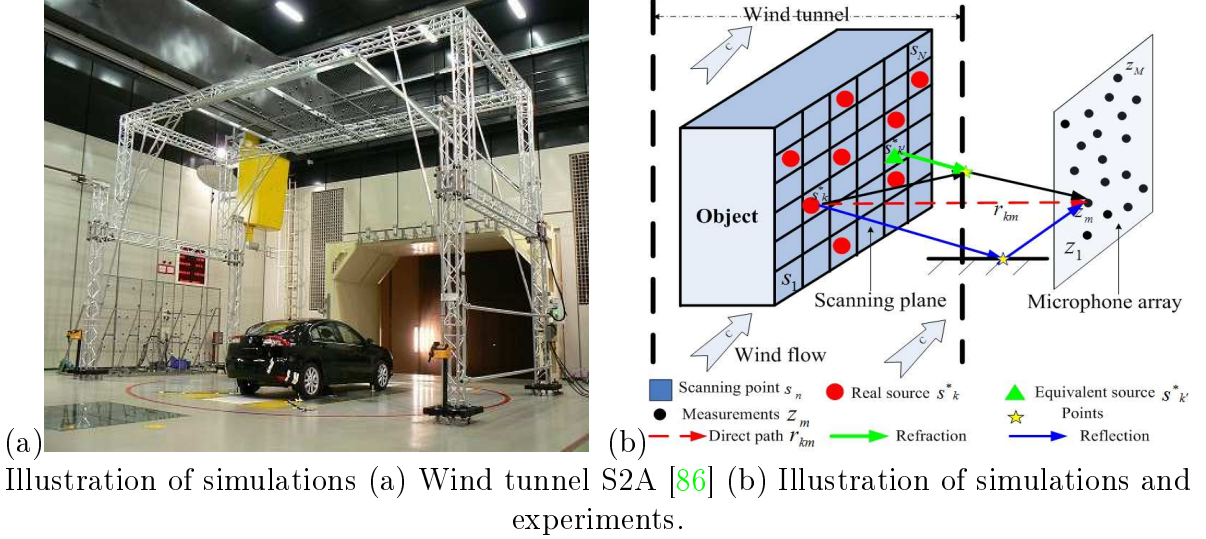 Wind tunnel
c
s_N
z_M
s*_k'
s*_k
Object
r_km
z_m
z_1
s_1
Scanning plane
Microphone array
c
c
Wind flow
Scanning point s_n
Real source s*_k
Equivalent source s*_k'
Measurements z_m
Points
(a)
(b)
Direct path r_km
Refraction
Reflection
Illustration of simulations (a) Wind tunnel S2A [86] (b) Illustration of simulations and
experiments.